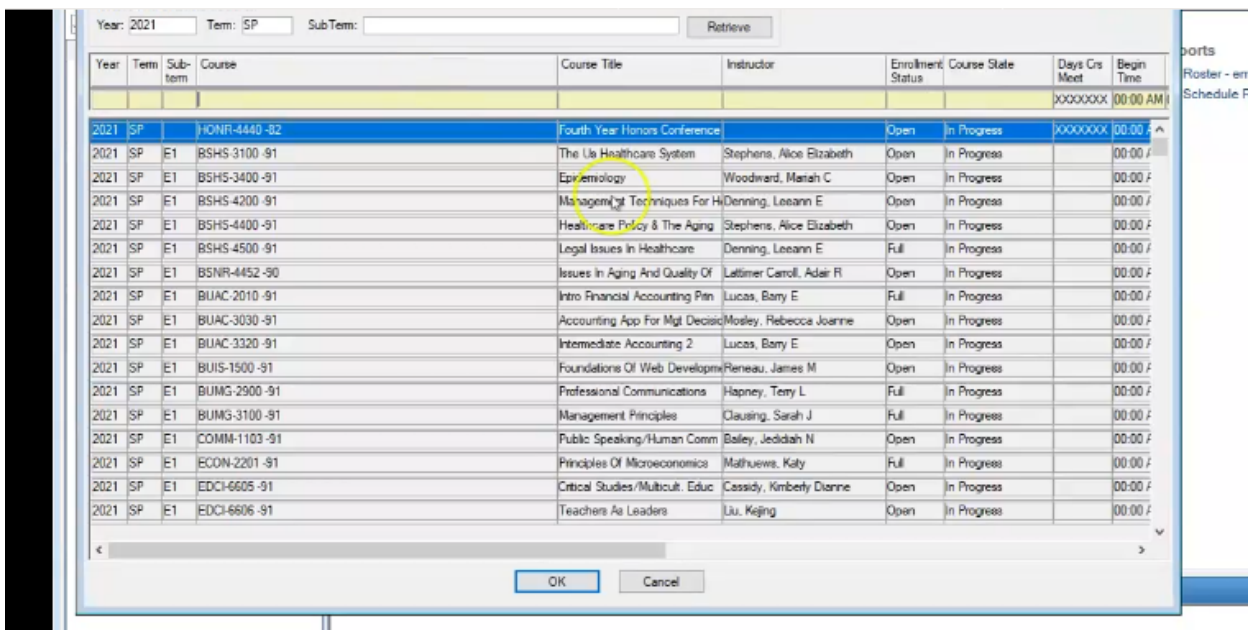 Year: 2021 Term: SP SubTerm: Retrieve
ports
Roster - en
Schedule F
Year Term Sub-term Course Course Title Instructor Enrollment Status Course State Days Crs Meet Begin Time
XXXXXXX 00:00 AM
2021 SP HONR-4440 -82 Fourth Year Honors Conference Open In Progress XXXXXXX 00:00
2021 SP E1 BSHS-3100 -91 The Us Healthcare System Stephens, Alice Elizabeth Open In Progress 00:00
2021 SP E1 BSHS-3400 -91 Epidemiology Woodward, Mariah C Open In Progress 00:00
2021 SP E1 BSHS-4200 -91 Management Techniques For H Denning, Leeann E Open In Progress 00:00
2021 SP E1 BSHS-4400 -91 Healthcare Policy & The Aging Stephens, Alice Elizabeth Open In Progress 00:00
2021 SP E1 BSHS-4500 -91 Legal Issues In Healthcare Denning, Leeann E Full In Progress 00:00
2021 SP E1 BSNR-4452 -90 Issues In Aging And Quality Of Lattimer Carroll, Adair R Open In Progress 00:00
2021 SP E1 BUAC-2010 -91 Intro Financial Accounting Prin Lucas, Barry E Full In Progress 00:00
2021 SP E1 BUAC-3030 -91 Accounting App For Mgt Decisio Mosley, Rebecca Joanne Open In Progress 00:00
2021 SP E1 BUAC-3320 -91 Intermediate Accounting 2 Lucas, Barry E Open In Progress 00:00
2021 SP E1 BUIS-1500 -91 Foundations Of Web Developm Reneau, James M Open In Progress 00:00
2021 SP E1 BUMG-2900 -91 Professional Communications Hapney, Terry L Full In Progress 00:00
2021 SP E1 BUMG-3100 -91 Management Principles Clausing, Sarah J Full In Progress 00:00
2021 SP E1 COMM-1103 -91 Public Speaking/Human Comm Bailey, Jedidiah N Open In Progress 00:00
2021 SP E1 ECON-2201 -91 Principles Of Microeconomics Mathuews, Katy Full In Progress 00:00
2021 SP E1 EDCI-6605 -91 Critical Studies/Multicult. Educ Cassidy, Kimberly Dianne Open In Progress 00:00
2021 SP E1 EDCI-6606 -91 Teachers As Leaders Liu, Kejing Open In Progress 00:00
OK Cancel